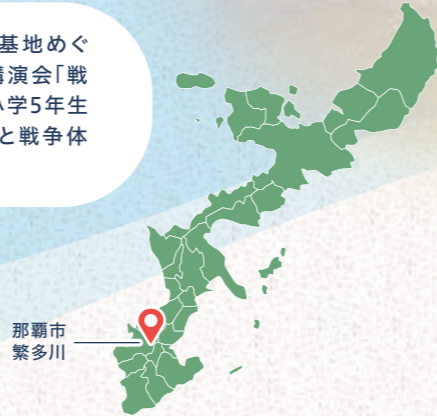 基地めぐ
講演会「戦
小学5年生
と戦争体
那覇市
繁多川